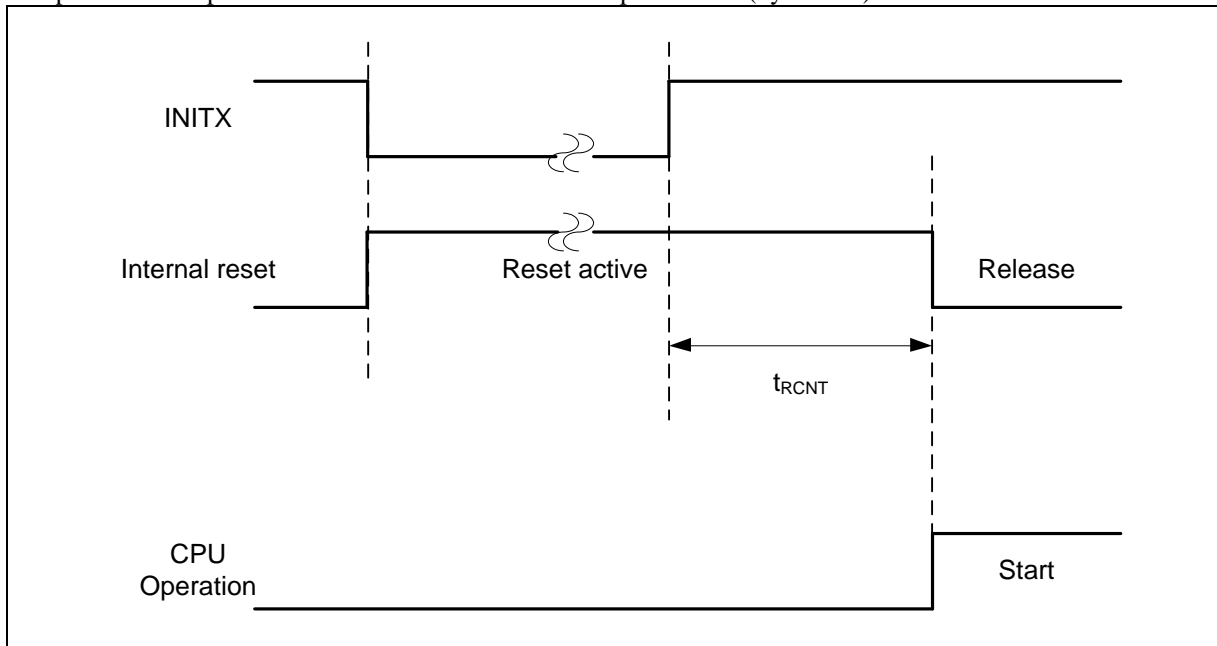 INITX
Internal reset
Reset active
Release
tRCNT
CPU
Operation
Start